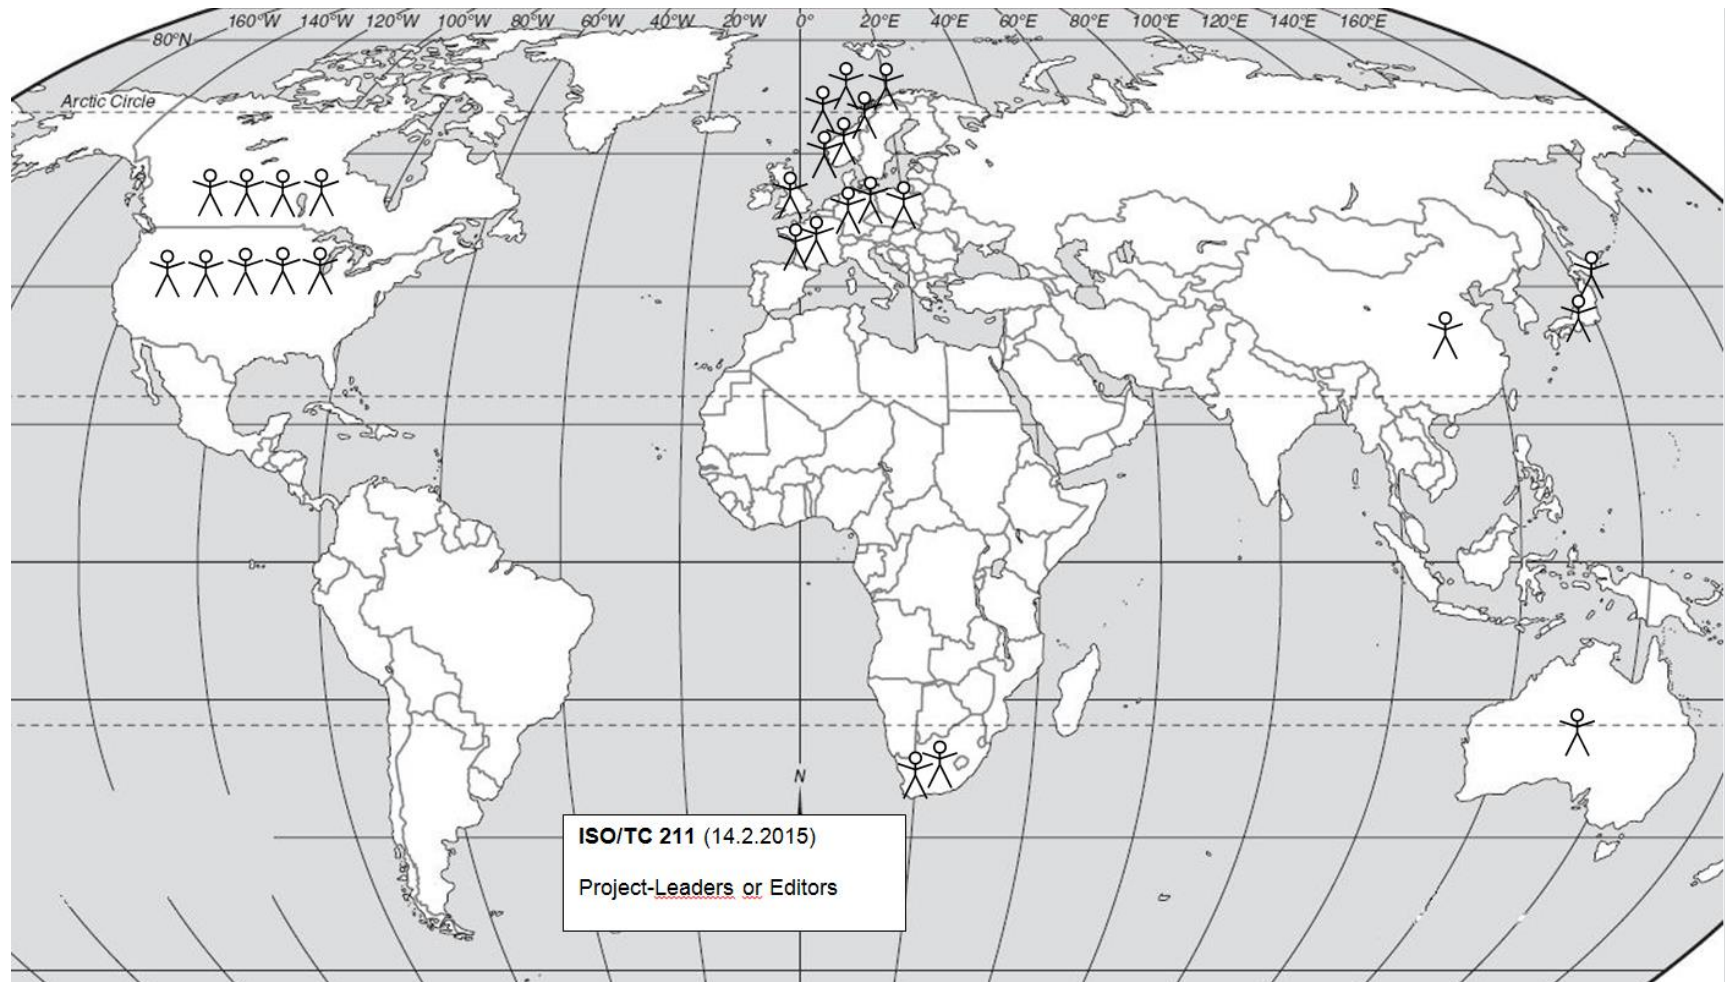 160°W 140°W 120°W 100°W 80°W 60°W 40°W 20°W 0° 20°E 40°E 60°E 80°E 100°E 120°E 140°E 160°E
80°N
Arctic Circle
N
ISO/TC 211 (14.2.2015)
Project-Leaders or Editors